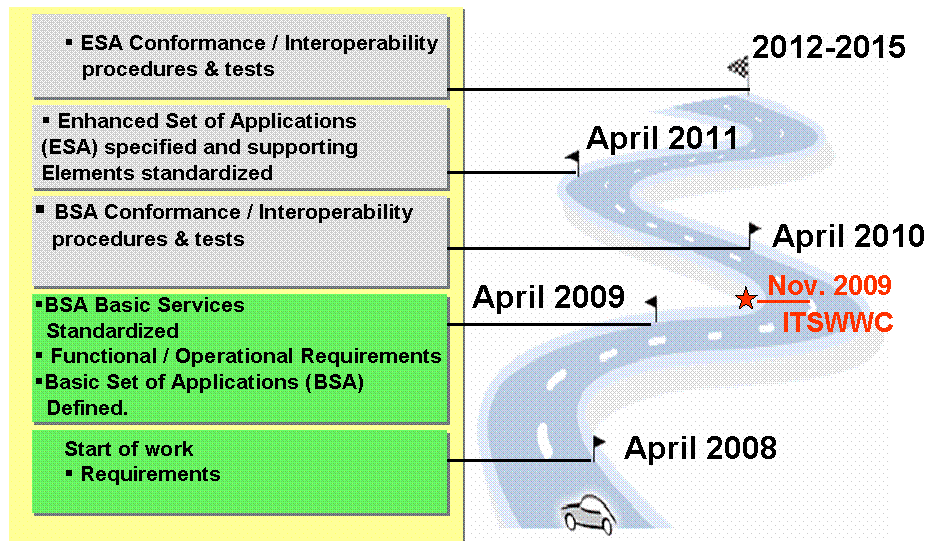 ▪ ESA Conformance / Interoperability
procedures & tests
2012-2015
▪ Enhanced Set of Applications
(ESA) specified and supporting
Elements standardized
April 2011
▪ BSA Conformance / Interoperability
procedures & tests
April 2010
▪BSA Basic Services
Standardized
▪ Functional / Operational Requirements
▪Basic Set of Applications (BSA)
Defined.
April 2009
Nov. 2009
ITSWWC
Start of work
▪ Requirements
April 2008